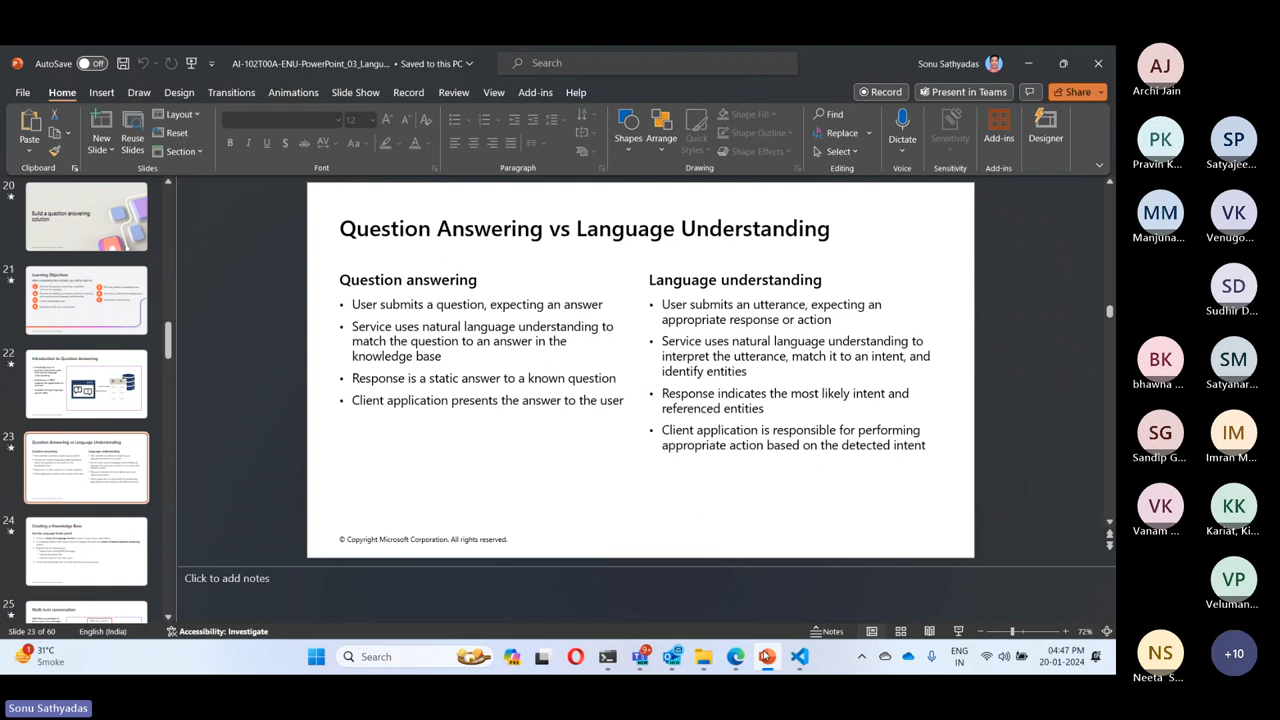 AutoSave
Off
AI-102T00A-ENU-PowerPoint_03_Langu... • Saved to this PC
Search
Sonu Sathyadas
File
Home
Insert
Draw
Design
Transitions
Animations
Slide Show
Record
Review
View
Add-ins
Help
Record
Present in Teams
Share
Paste
Clipboard
New
Slide
Reuse
Slides
Layout
Reset
Section
Slides
12
Font
Paragraph
Shapes
Arrange
Quick
Styles
Shape Fill
Shape Outline
Shape Effects
Drawing
Find
Replace
Select
Editing
Dictate
Voice
Sensitivity
Sensitivity
Add-ins
Add-ins
Designer
20
Build a question answering
solution
21
Learning Objectives
22
Introduction to Question Answering
23
Question Answering vs Language Understanding
24
Creating a Knowledge Base
25
Multi-turn conversation
Question Answering vs Language Understanding
Question answering
• User submits a question, expecting an answer
• Service uses natural language understanding to
match the question to an answer in the
knowledge base
• Response is a static answer to a known question
• Client application presents the answer to the user
Language understanding
• User submits an utterance, expecting an
appropriate response or action
• Service uses natural language understanding to
interpret the utterance, match it to an intent, and
identify entities
• Response indicates the most likely intent and
referenced entities
• Client application is responsible for performing
appropriate action based on the detected intent
© Copyright Microsoft Corporation. All rights reserved.
Click to add notes
Slide 23 of 60
English (India)
Accessibility: Investigate
Notes
72%
1
31°C
Smoke
Search
9+
ENG
IN
04:47 PM
20-01-2024
Sonu Sathyadas
AJ
Archi Jain
PK
Pravin K...
SP
Satyajee...
MM
Manjuna...
VK
Venugo...
SD
Sudhir D...
BK
bhawna ...
SM
Satyanar...
SG
Sandip G...
IM
Imran M...
VK
Vanam ...
KK
Kariat, Ki...
VP
Veluman...
NS
Neeta S...
+10